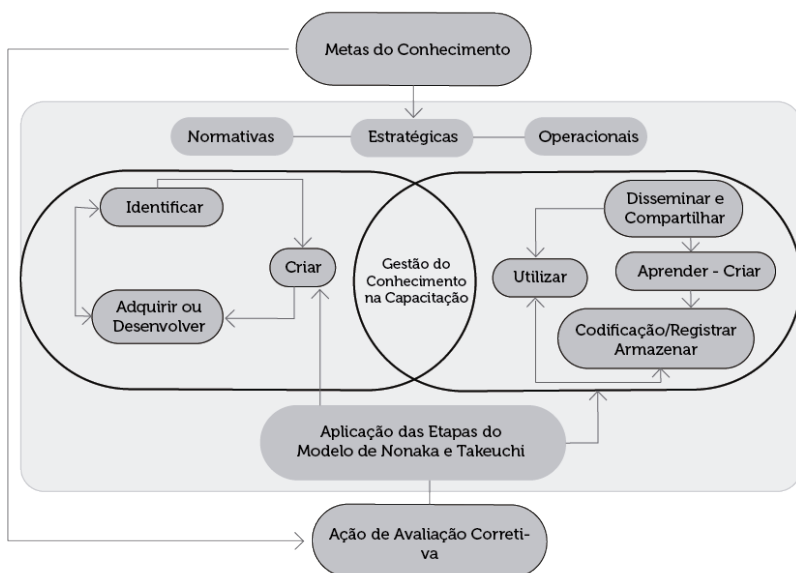 Metas do Conhecimento
Normativas
Estratégicas
Operacionais
Identificar
Criar
Adquirir ou
Desenvolver
Gestão do
Conhecimento
na Capacitação
Disseminar e
Compartilhar
Utilizar
Aprender - Criar
Codificação/Registrar
Armazenar
Aplicação das Etapas do
Modelo de Nonaka e Takeuchi
Ação de Avaliação Correti-
va